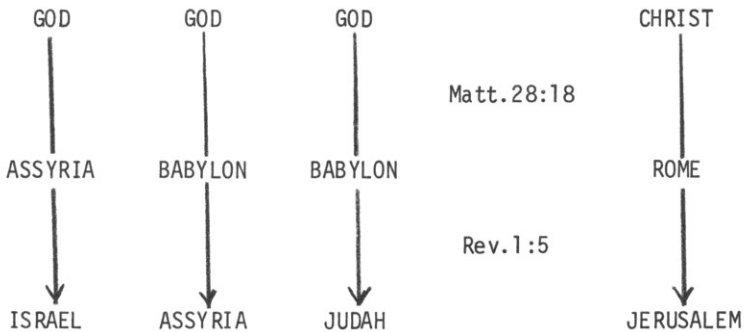 GOD GOD GOD CHRIST
Matt.28:18
ASSYRIA BABYLON BABYLON ROME
Rev.1:5
ISRAEL ASSYRIA JUDAH JERUSALEM